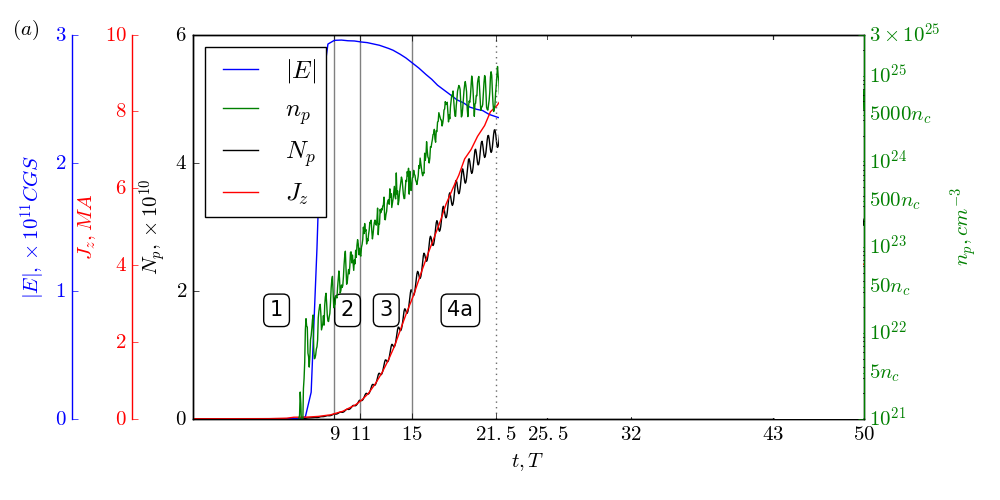 (a)
3
10
6
3 × 10^25
|E|
n_p
N_p
J_z
10^25
8
5000n_c
2
4
10^24
6
500n_c
|E|, ×10^11 CGS
J_z, MA
N_p, ×10^10
n_p, cm^−3
4
10^23
1
2
50n_c
1
2
3
4a
10^22
2
5n_c
0
0
0
10^21
9
11
15
21.5
25.5
32
43
50
t, T